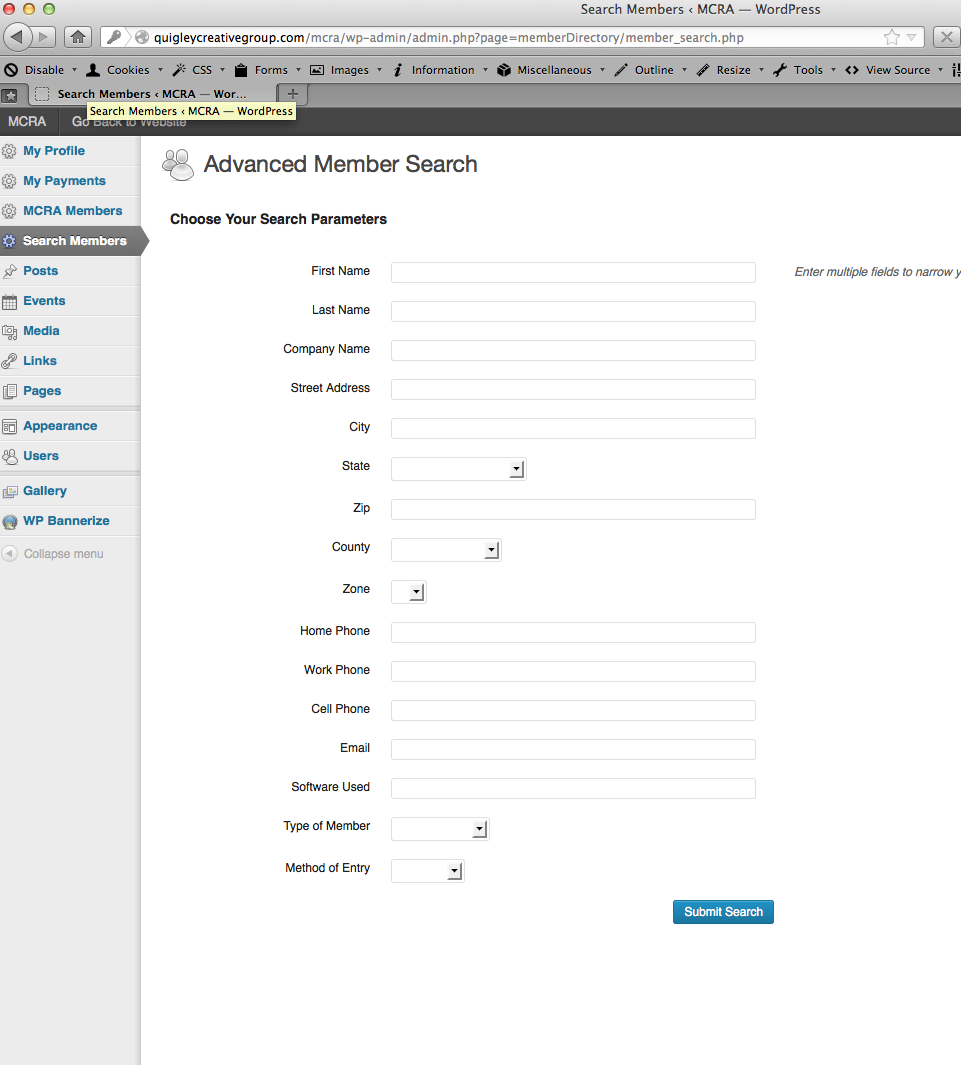 Search Members ‹ MCRA — WordPress
quigleycreativegroup.com/mcra/wp-admin/admin.php?page=memberDirectory/member_search.php
Disable Cookies CSS Forms Images Information Miscellaneous Outline Resize Tools View Source
Search Members ‹ MCRA — Wor...
Search Members ‹ MCRA — WordPress
MCRA Go Back to Website
My Profile
My Payments
MCRA Members
Search Members
Posts
Events
Media
Links
Pages
Appearance
Users
Gallery
WP Bannerize
Collapse menu
Advanced Member Search
Choose Your Search Parameters
First Name
Enter multiple fields to narrow y
Last Name
Company Name
Street Address
City
State
Zip
County
Zone
Home Phone
Work Phone
Cell Phone
Email
Software Used
Type of Member
Method of Entry
Submit Search